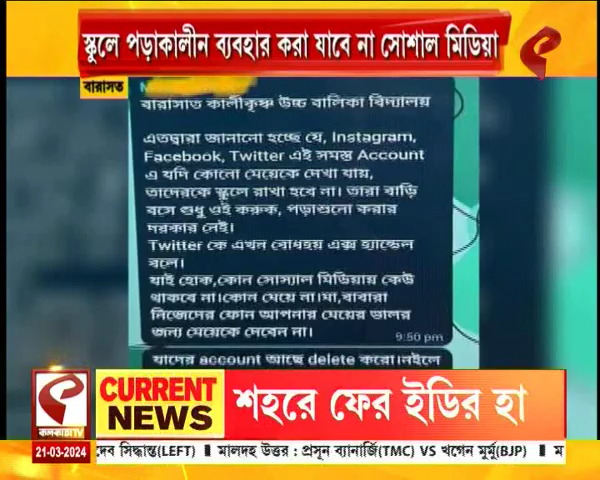 স্কুলে পড়াকালীন ব্যবহার করা যাবে না সোশাল মিডিয়া
বারাসত
বারাসাত কালীকৃষ্ণ উচ্চ বালিকা বিদ্যালয়
এতদ্বারা জানানো হচ্ছে যে, Instagram,
Facebook, Twitter এই সমস্ত Account
এ যদি কোনো মেয়েকে দেখা যায়,
তাদেরকে স্কুলে রাখা হবে না। তারা বাড়ি
বসে শুধু ওই করুক, পড়াশুনো করার
দরকার নেই।
Twitter কে এখন বোধহয় এক্স হ্যান্ডেল
বলে।
যাই হোক,কোন সোস্যাল মিডিয়ায় কেউ
থাকবে না।কোন মেয়ে না।মা,বাবারা
নিজেদের ফোন আপনার মেয়ের ভালর
জন্য মেয়েকে দেবেন না।
9:50 pm
যাদের account আছে delete করো।নইলে
কলকাতা TV
CURRENT
NEWS
শহরে ফের ইডির হা
21-03-2024
দেব সিদ্ধান্ত(LEFT) ॥ মালদহ উত্তর : প্রসূন ব্যানার্জি(TMC) VS খগেন মুর্মু(BJP) ॥ ম